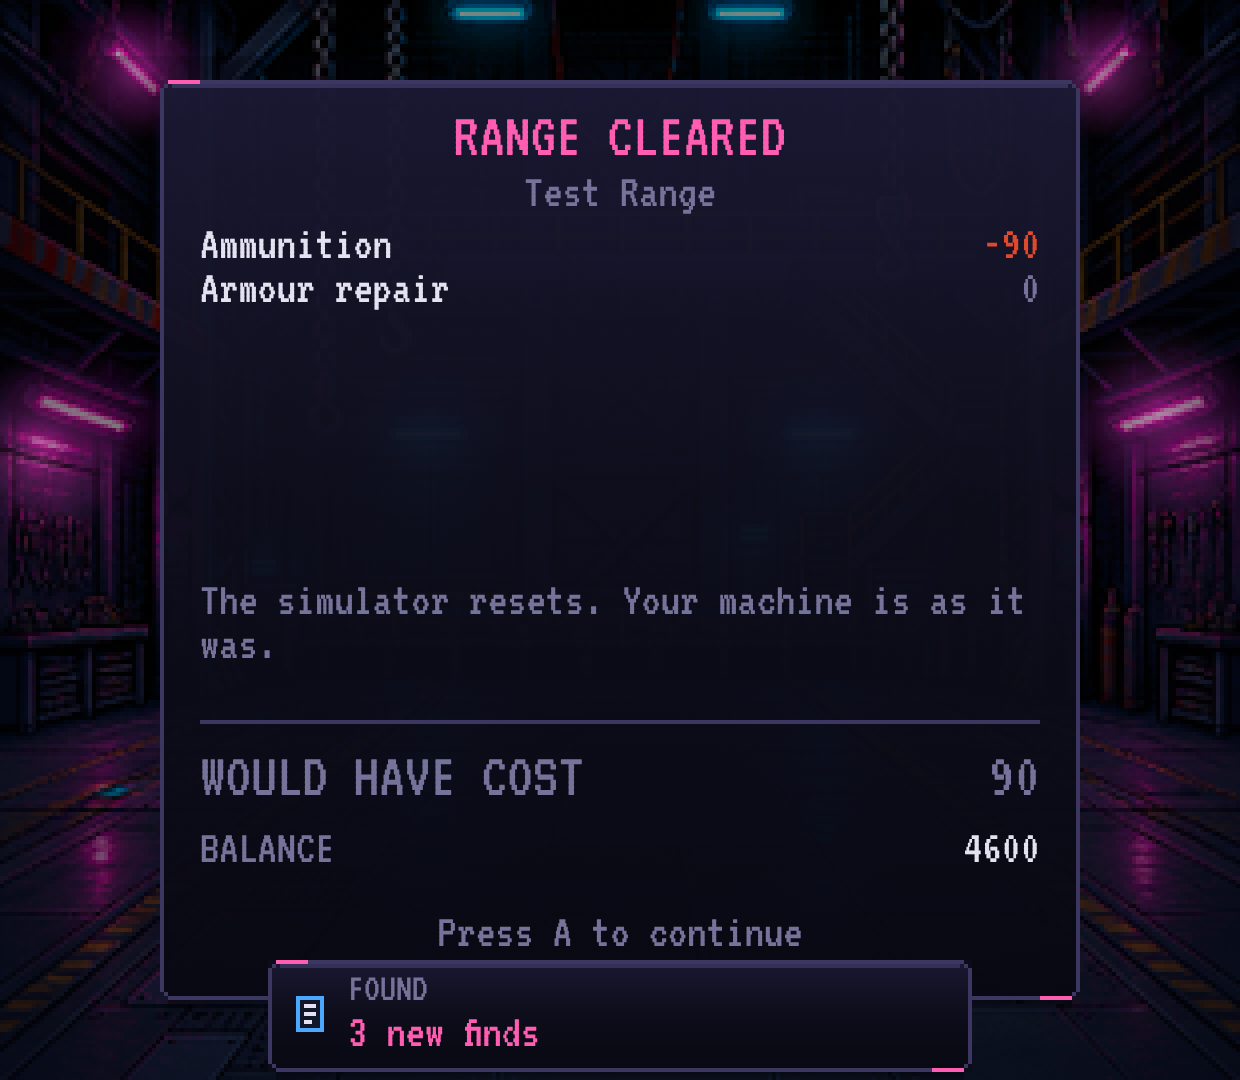 RANGE CLEARED
Test Range
Ammunition -90
Armour repair 0
The simulator resets. Your machine is as it
was.
WOULD HAVE COST 90
BALANCE 4600
Press A to continue
FOUND
3 new finds